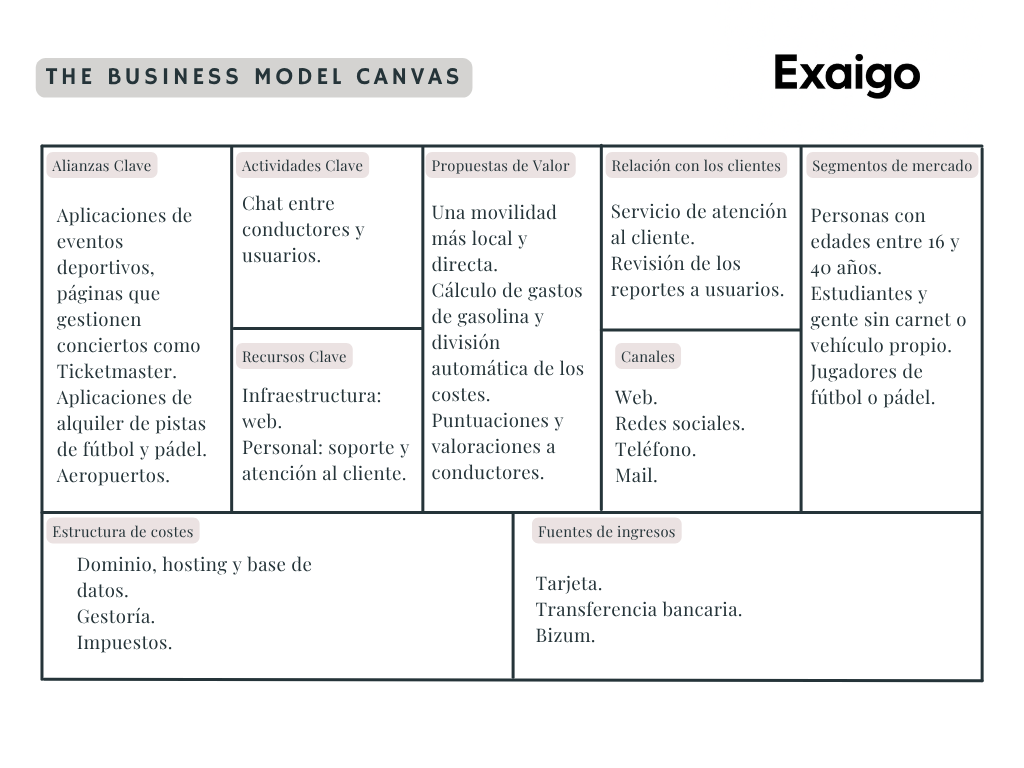 THE BUSINESS MODEL CANVAS
Exaigo
Alianzas Clave
Aplicaciones de
eventos
deportivos,
páginas que
gestionen
conciertos como
Ticketmaster.
Aplicaciones de
alquiler de pistas
de fútbol y pádel.
Aeropuertos.
Actividades Clave
Chat entre
conductores y
usuarios.
Recursos Clave
Infraestructura:
web.
Personal: soporte y
atención al cliente.
Propuestas de Valor
Una movilidad
más local y
directa.
Cálculo de gastos
de gasolina y
división
automática de los
costes.
Puntuaciones y
valoraciones a
conductores.
Relación con los clientes
Servicio de atención
al cliente.
Revisión de los
reportes a usuarios.
Canales
Web.
Redes sociales.
Teléfono.
Mail.
Segmentos de mercado
Personas con
edades entre 16 y
40 años.
Estudiantes y
gente sin carnet o
vehículo propio.
Jugadores de
fútbol o pádel.
Estructura de costes
Dominio, hosting y base de
datos.
Gestoría.
Impuestos.
Fuentes de ingresos
Tarjeta.
Transferencia bancaria.
Bizum.